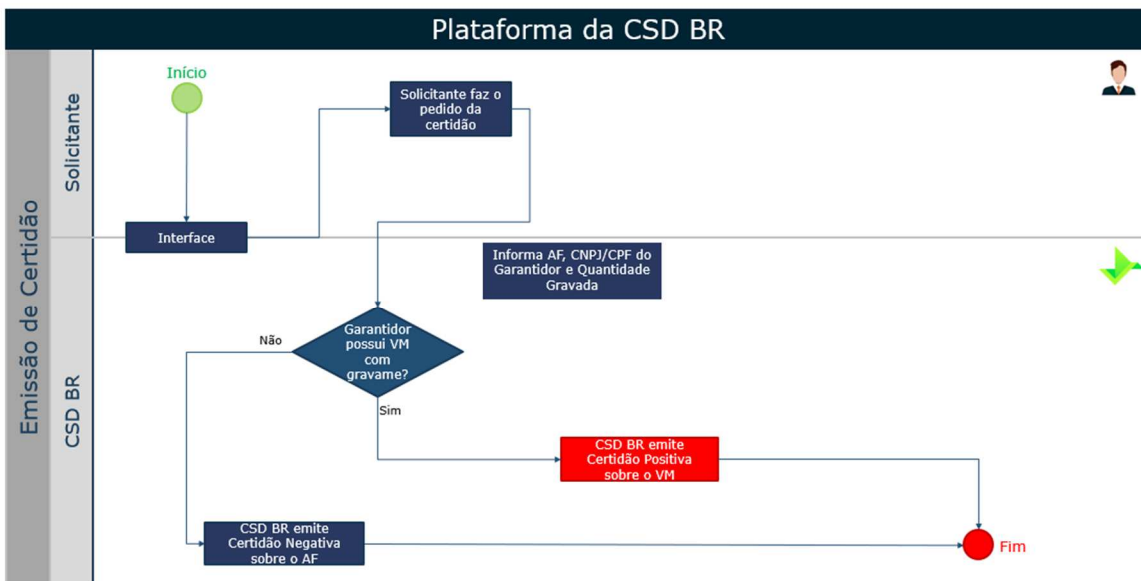 Plataforma da CSD BR
Emissão de Certidão
Solicitante
Início
Solicitante faz o
pedido da
certidão
Interface
CSD BR
Informa AF, CNPJ/CPF do
Garantidor e Quantidade
Gravada
Garantidor
possui VM
com
gravame?
Não
Sim
CSD BR emite
Certidão Positiva
sobre o VM
CSD BR emite
Certidão Negativa
sobre o AF
Fim